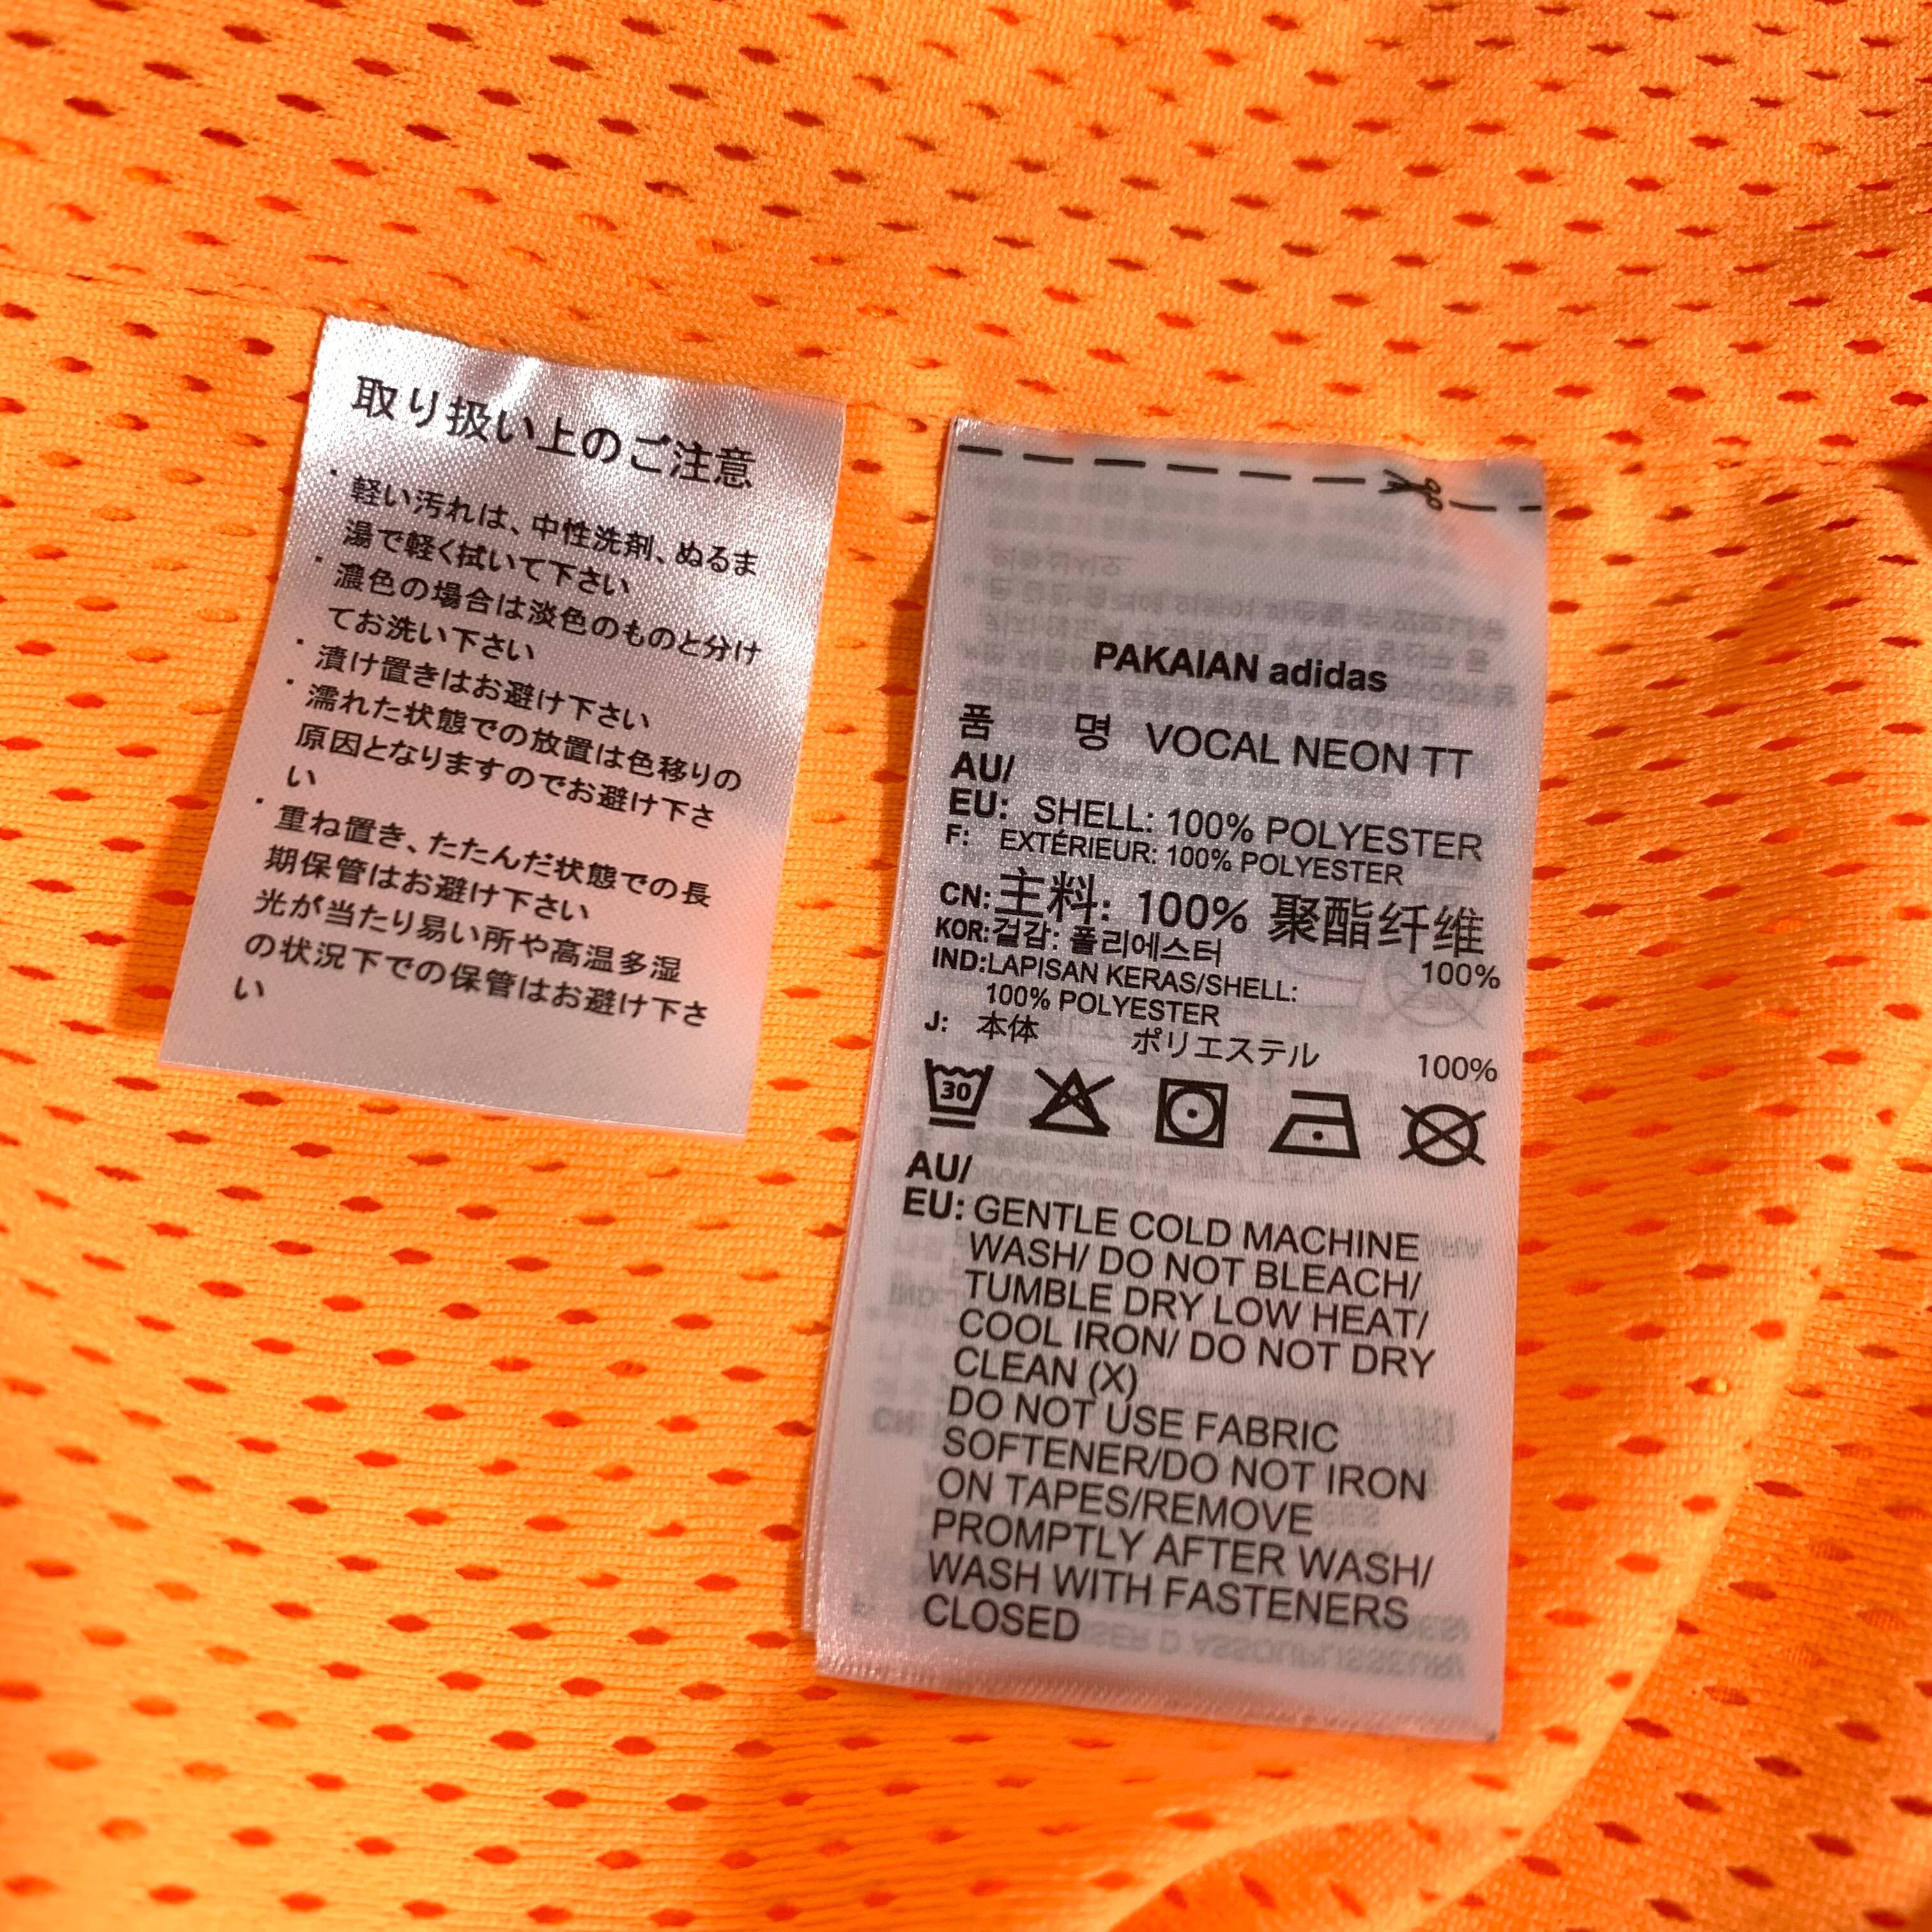 取り扱い上のご注意
・軽い汚れは、中性洗剤、ぬるま
湯で軽く拭いて下さい
・濃色の場合は淡色のものと分け
てお洗い下さい
・漬け置きはお避け下さい
・濡れた状態での放置は色移りの
原因となりますのでお避け下さ
い
・重ね置き、たたんだ状態での長
期保管はお避け下さい
光が当たり易い所や高温多湿
の状況下での保管はお避け下さ
い
PAKAIAN adidas
품 명 VOCAL NEON TT
AU/
EU: SHELL: 100% POLYESTER
F: EXTÉRIEUR: 100% POLYESTER
CN: 主料: 100% 聚酯纤维
KOR: 겉감: 폴리에스터 100%
IND: LAPISAN KERAS/SHELL:
100% POLYESTER
J: 本体 ポリエステル 100%
30
AU/
EU: GENTLE COLD MACHINE
WASH/ DO NOT BLEACH/
TUMBLE DRY LOW HEAT/
COOL IRON/ DO NOT DRY
CLEAN (X)
DO NOT USE FABRIC
SOFTENER/DO NOT IRON
ON TAPES/REMOVE
PROMPTLY AFTER WASH/
WASH WITH FASTENERS
CLOSED